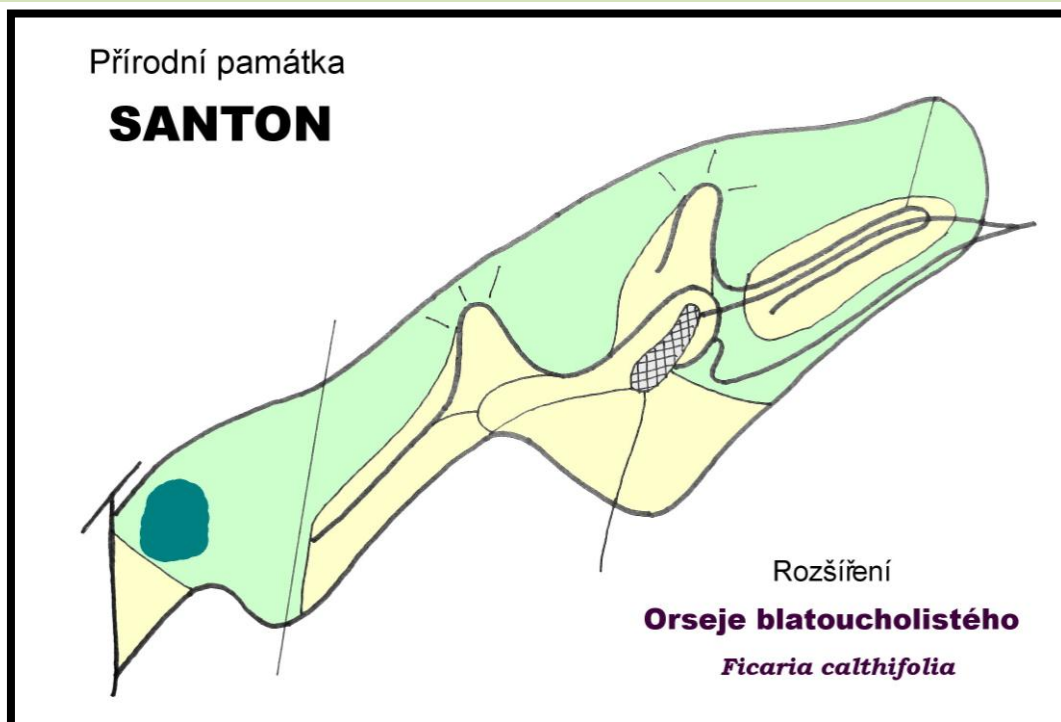 Přírodní památka
SANTON
Rozšíření
Orseje blatoucholistého
Ficaria calthifolia